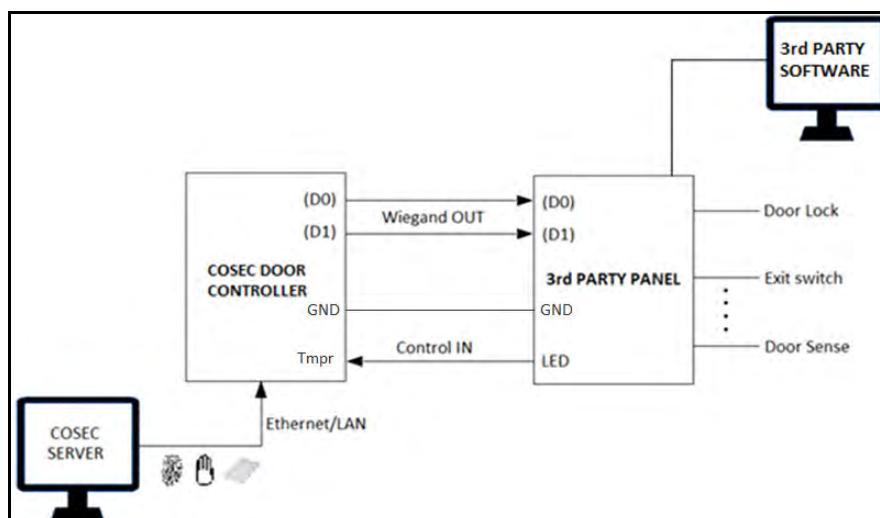 3rd PARTY
SOFTWARE
(D0)
(D1)
COSEC DOOR
CONTROLLER
GND
Tmpr
Wiegand OUT
Control IN
(D0)
(D1)
3rd PARTY PANEL
GND
LED
Door Lock
Exit switch
Door Sense
Ethernet/LAN
COSEC
SERVER